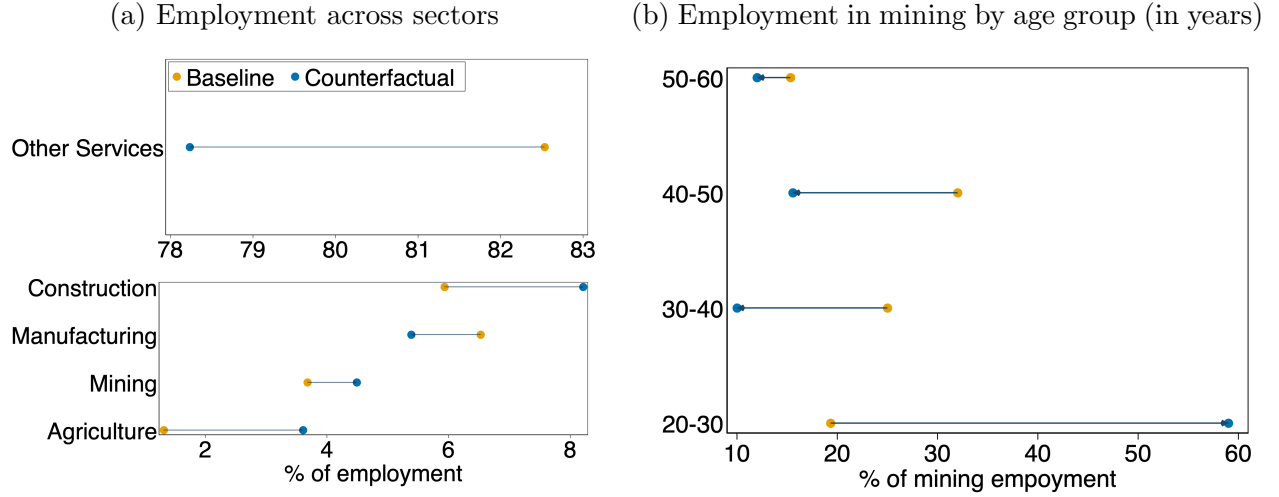 (a) Employment across sectors
Baseline Counterfactual
Other Services
78 79 80 81 82 83
Construction
Manufacturing
Mining
Agriculture
2 4 6 8
% of employment
(b) Employment in mining by age group (in years)
50-60
40-50
30-40
20-30
10 20 30 40 50 60
% of mining empoyment